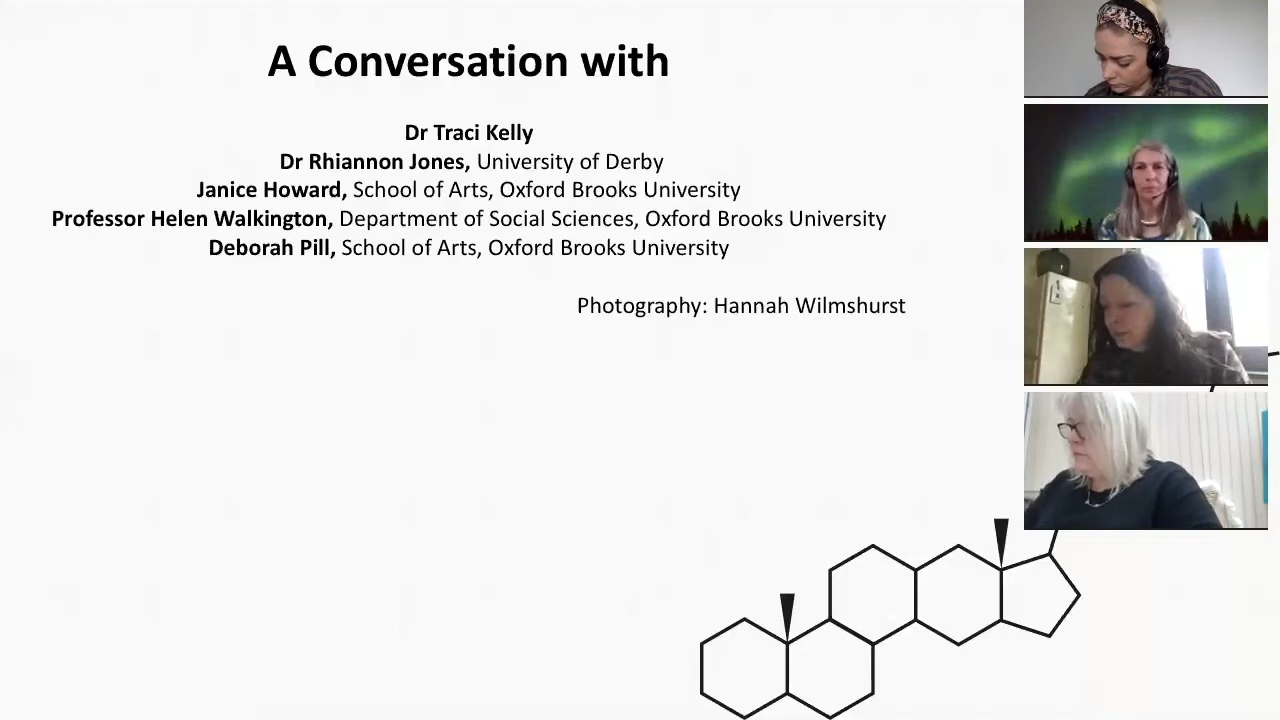 A Conversation with
Dr Traci Kelly
Dr Rhiannon Jones, University of Derby
Janice Howard, School of Arts, Oxford Brooks University
Professor Helen Walkington, Department of Social Sciences, Oxford Brooks University
Deborah Pill, School of Arts, Oxford Brooks University
Photography: Hannah Wilmshurst